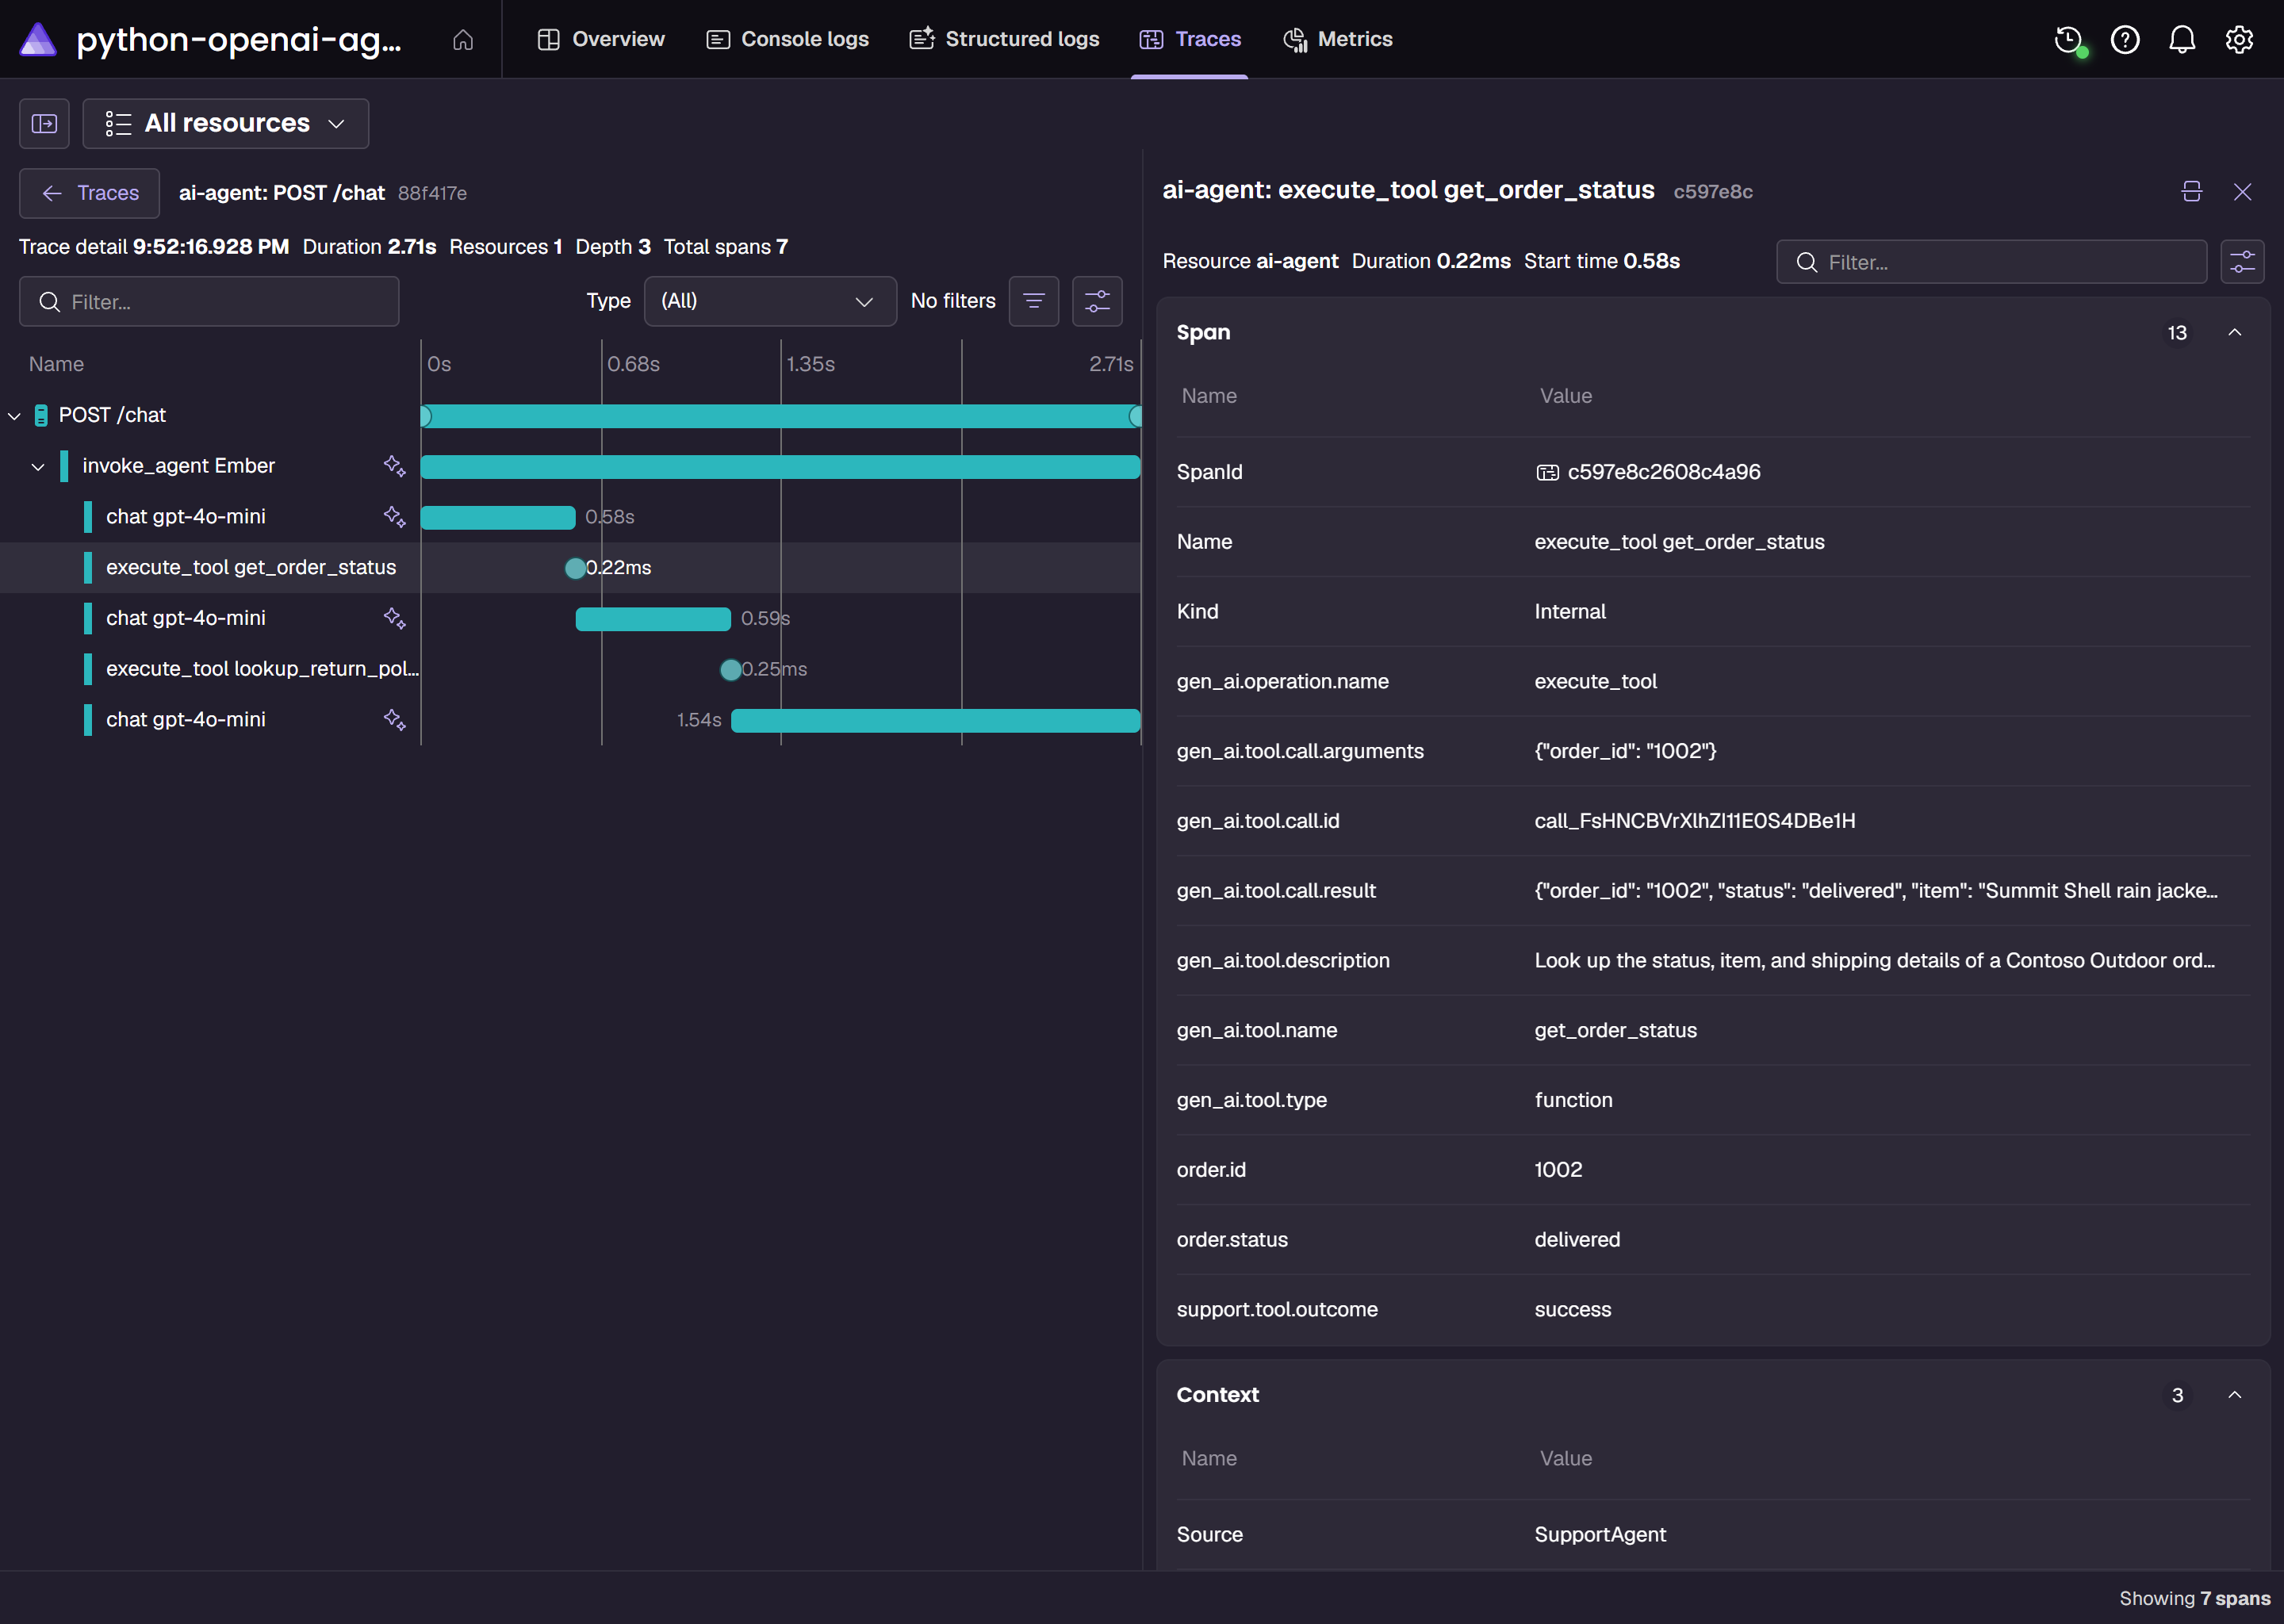 python-openai-ag...
Overview
Console logs
Structured logs
Traces
Metrics
All resources
Traces
ai-agent: POST /chat 88f417e
Trace detail 9:52:16.928 PM Duration 2.71s Resources 1 Depth 3 Total spans 7
Filter...
Type
(All)
No filters
Name
0s
0.68s
1.35s
2.71s
POST /chat
invoke_agent Ember
chat gpt-4o-mini
0.58s
execute_tool get_order_status
0.22ms
chat gpt-4o-mini
0.59s
execute_tool lookup_return_pol...
0.25ms
chat gpt-4o-mini
1.54s
ai-agent: execute_tool get_order_status c597e8c
Resource ai-agent Duration 0.22ms Start time 0.58s
Filter...
Span
13
Name Value
SpanId c597e8c2608c4a96
Name execute_tool get_order_status
Kind Internal
gen_ai.operation.name execute_tool
gen_ai.tool.call.arguments {"order_id": "1002"}
gen_ai.tool.call.id
gen_ai.tool.call.result {"order_id": "1002", "status": "delivered", "item": "Summit Shell rain jacke...
gen_ai.tool.description Look up the status, item, and shipping details of a Contoso Outdoor ord...
gen_ai.tool.name get_order_status
gen_ai.tool.type function
order.id 1002
order.status delivered
support.tool.outcome success
Context
3
Name Value
Source SupportAgent
Showing 7 spans